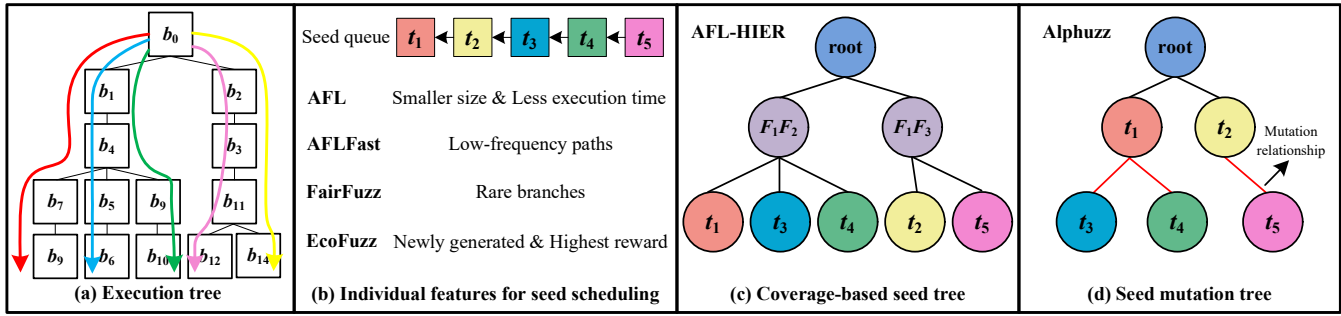 b0
b1 b2
b4 b3
b7 b5 b9 b11
b9 b6 b10 b12 b14
(a) Execution tree
Seed queue t1 t2 t3 t4 t5
AFL Smaller size & Less execution time
AFLFast Low-frequency paths
FairFuzz Rare branches
EcoFuzz Newly generated & Highest reward
(b) Individual features for seed scheduling
AFL-HIER
root
F1F2 F1F3
t1 t3 t4 t2 t5
(c) Coverage-based seed tree
Alphuzz
root
t1 t2
Mutation
relationship
t3 t4 t5
(d) Seed mutation tree